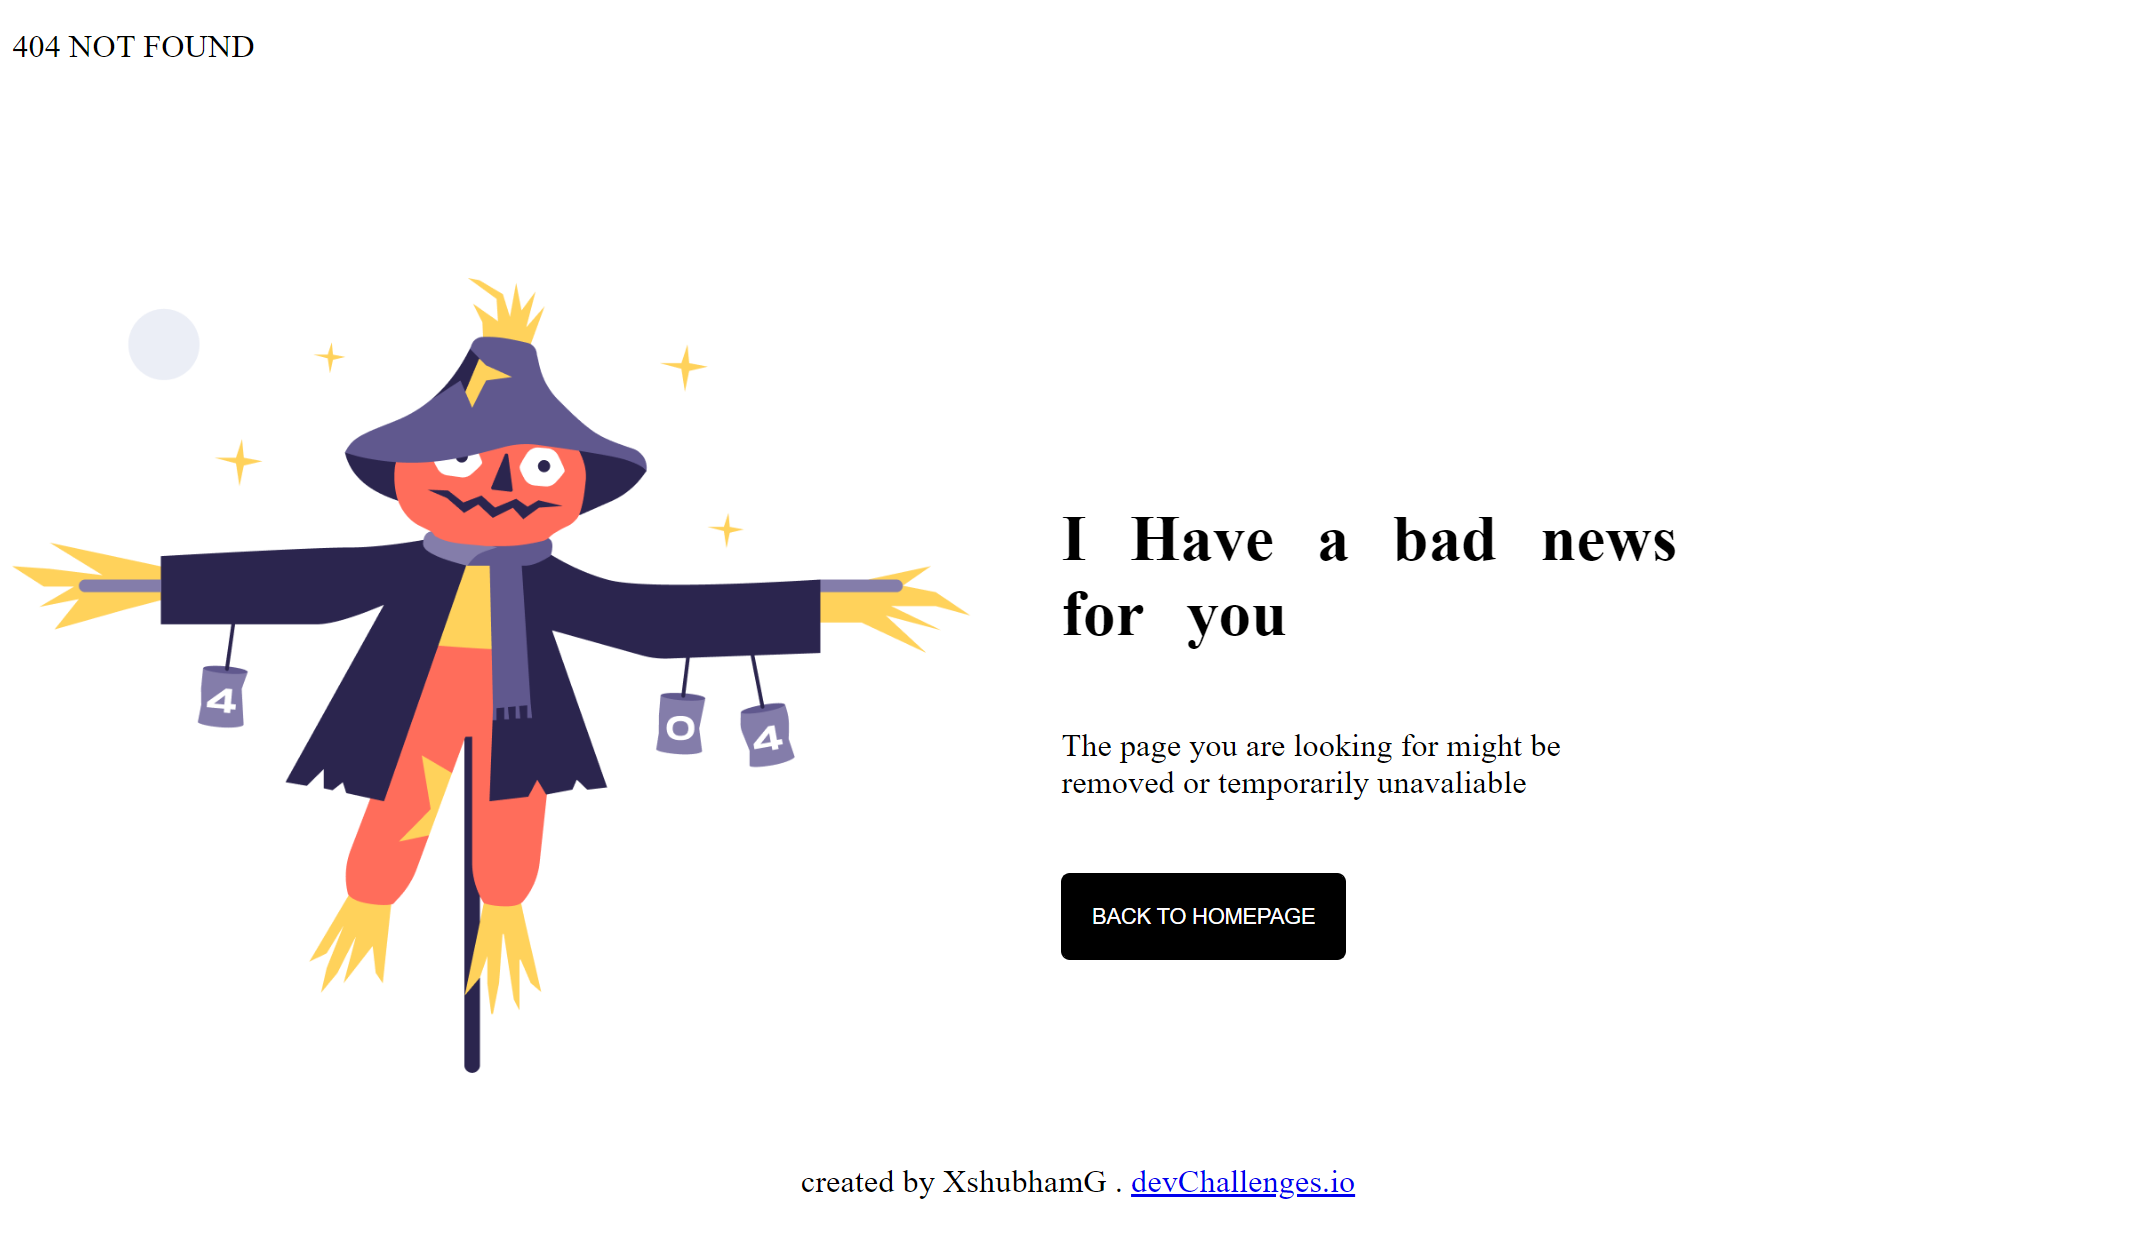 404 NOT FOUND
4
0
4
I Have a bad news
for you
The page you are looking for might be
removed or temporarily unavaliable
BACK TO HOMEPAGE
created by XshubhamG . devChallenges.io